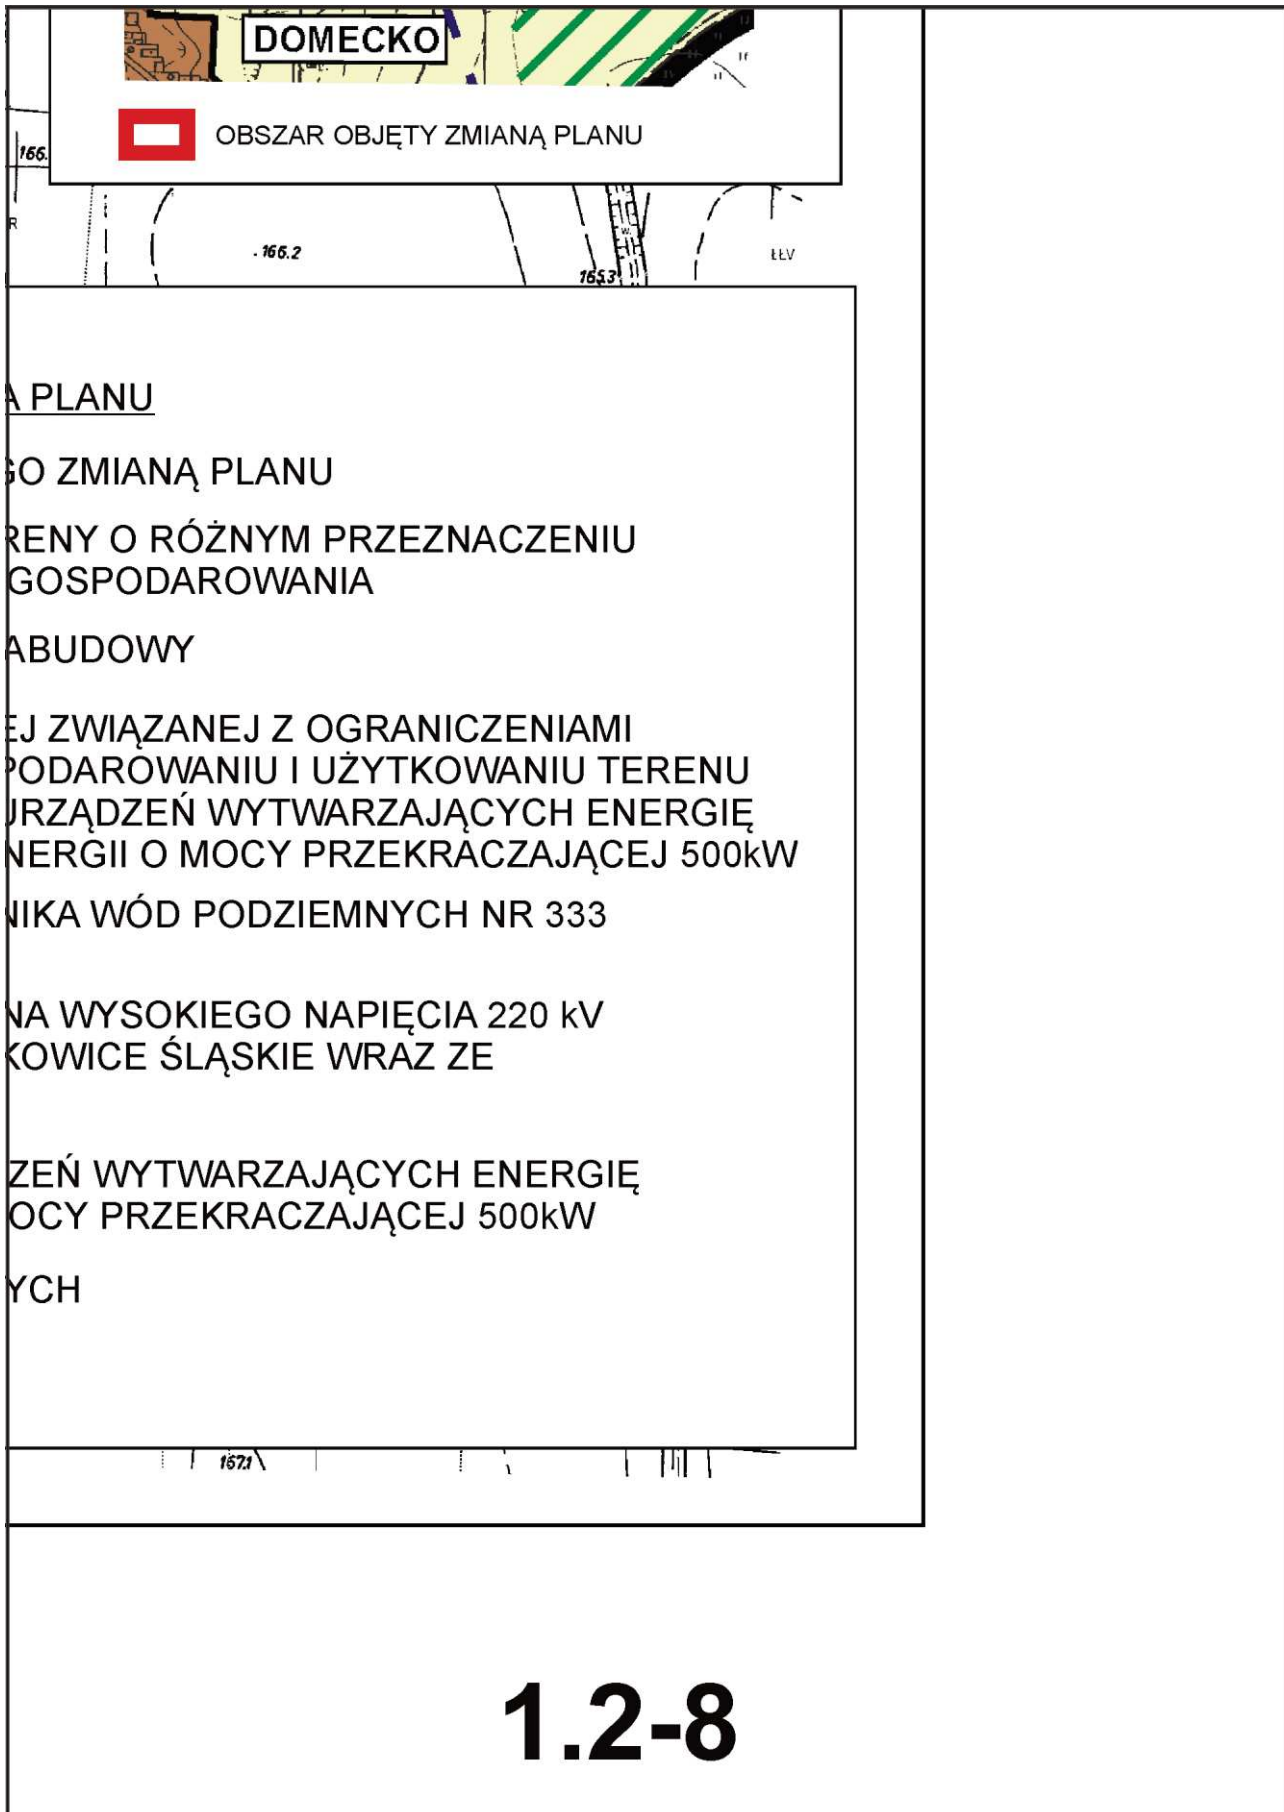 DOMECKO
OBSZAR OBJĘTY ZMIANĄ PLANU
166.
R
166.2
165.3
W
ŁŁV
A PLANU
GO ZMIANĄ PLANU
RENY O RÓŻNYM PRZEZNACZENIU
GOSPODAROWANIA
ABUDOWY
EJ ZWIĄZANEJ Z OGRANICZENIAMI
PODAROWANIU I UŻYTKOWANIU TERENU
URZĄDZEŃ WYTWARZAJĄCYCH ENERGIĘ
NERGII O MOCY PRZEKRACZAJĄCEJ 500kW
NIKA WÓD PODZIEMNYCH NR 333
NA WYSOKIEGO NAPIĘCIA 220 kV
KOWICE ŚLĄSKIE WRAZ ZE
ZEŃ WYTWARZAJĄCYCH ENERGIĘ
OCY PRZEKRACZAJĄCEJ 500kW
YCH
167.1
1.2-8